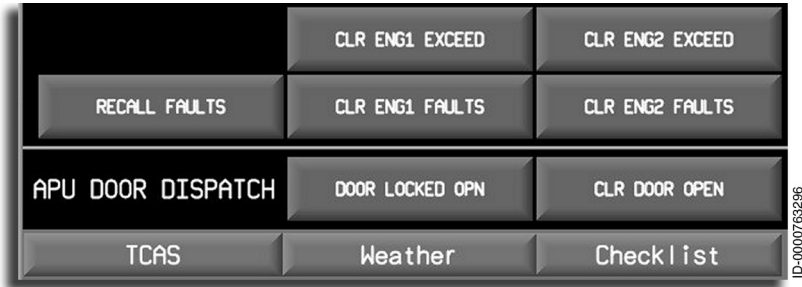 CLR ENG1 EXCEED CLR ENG2 EXCEED
RECALL FAULTS CLR ENG1 FAULTS CLR ENG2 FAULTS
APU DOOR DISPATCH DOOR LOCKED OPN CLR DOOR OPEN
TCAS Weather Checklist
ID-0000763296